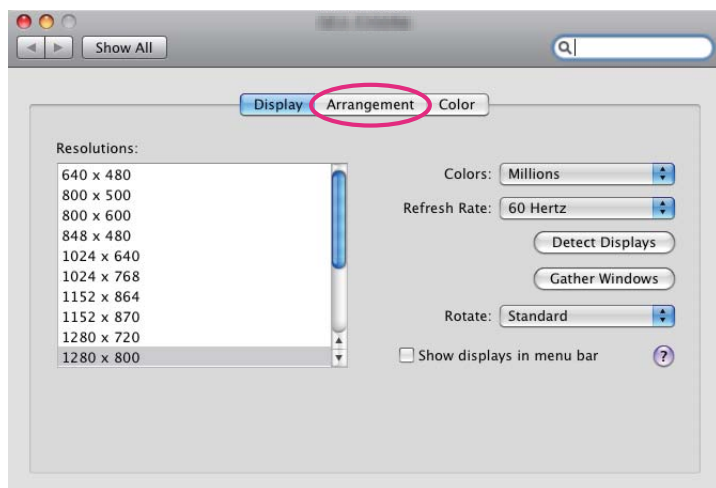 Show All
Display Arrangement Color
Resolutions:
640 x 480
800 x 500
800 x 600
848 x 480
1024 x 640
1024 x 768
1152 x 864
1152 x 870
1280 x 720
1280 x 800
Colors: Millions
Refresh Rate: 60 Hertz
Detect Displays
Gather Windows
Rotate: Standard
Show displays in menu bar ?